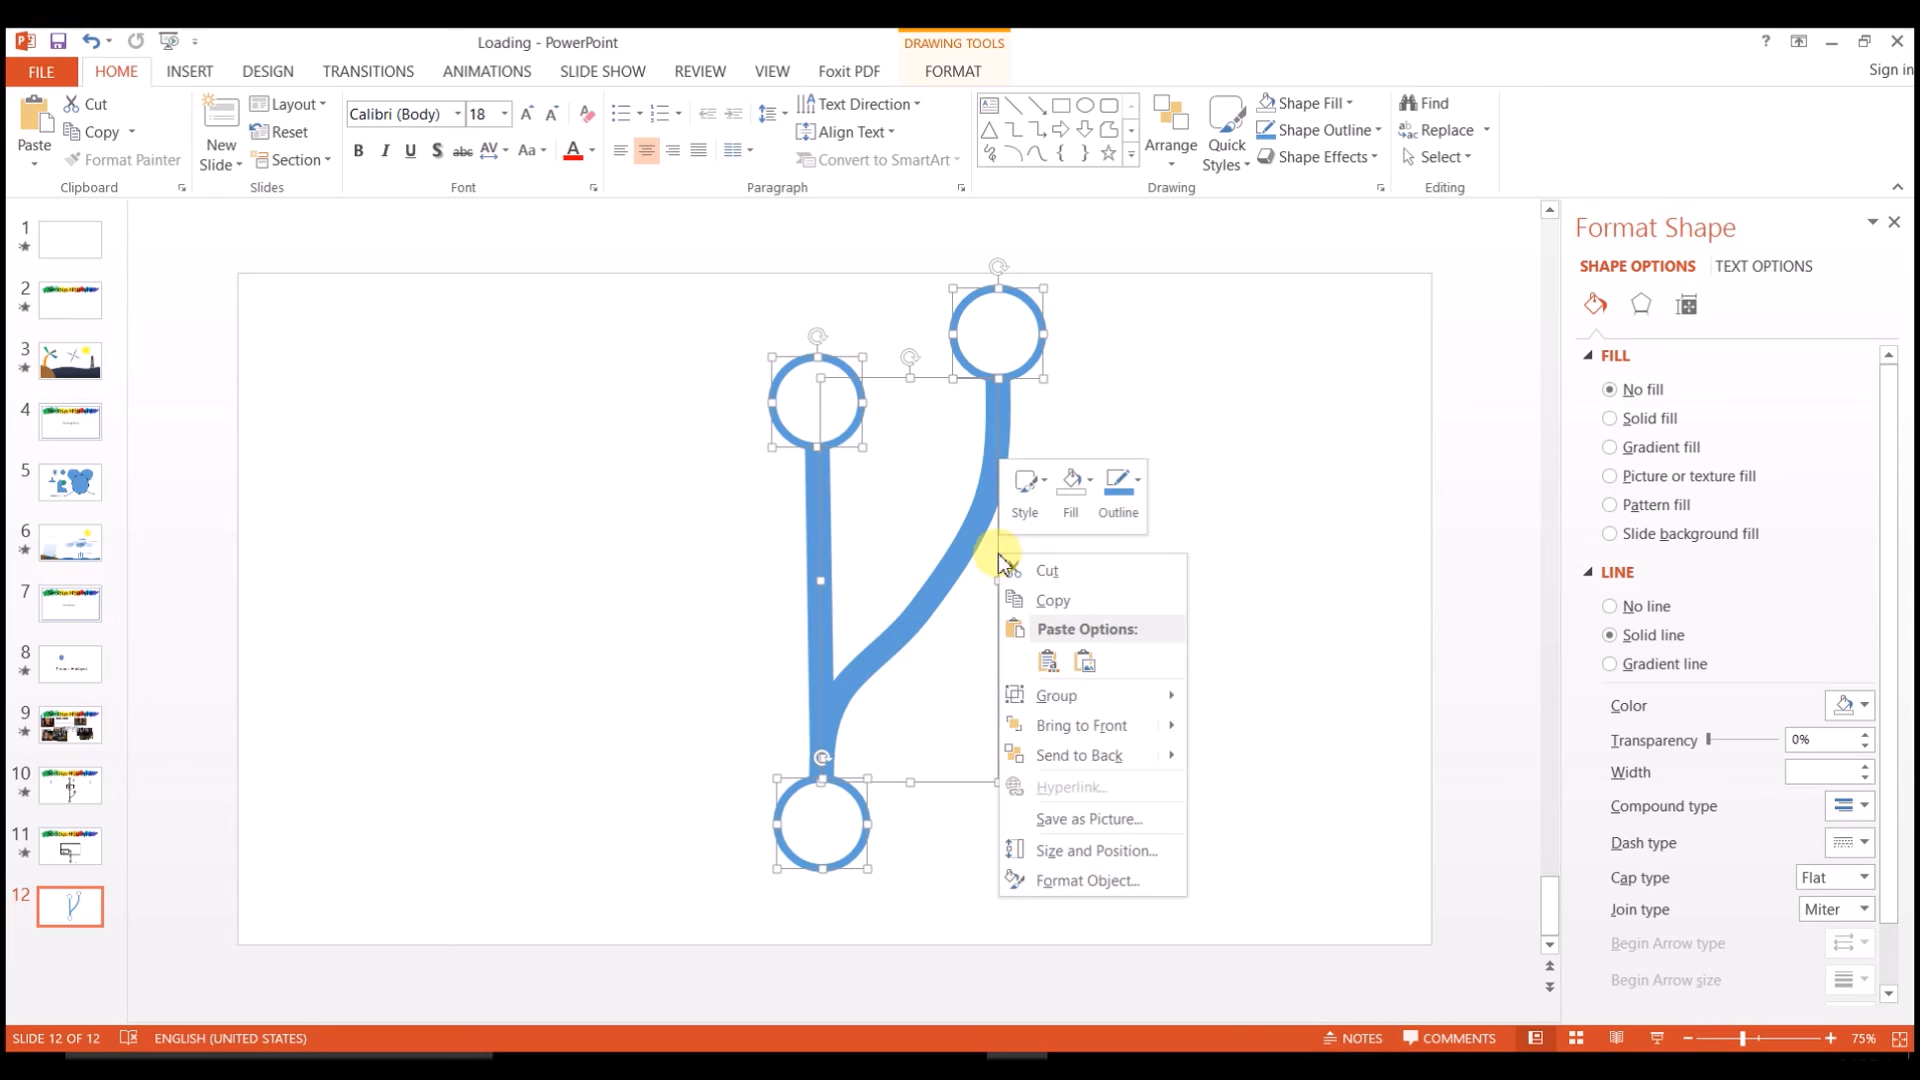 Loading - PowerPoint
DRAWING TOOLS
?
Sign in
FILE HOME INSERT DESIGN TRANSITIONS ANIMATIONS SLIDE SHOW REVIEW VIEW Foxit PDF FORMAT
Paste
Cut
Copy
Format Painter
Clipboard
New Slide
Layout
Reset
Section
Slides
Calibri (Body) 18
B I U S abc AV Aa A
Font
Text Direction
Align Text
Convert to SmartArt
Paragraph
Arrange
Quick Styles
Shape Fill
Shape Outline
Shape Effects
Drawing
Find
Replace
Select
Editing
1
2
3
4
5
6
7
8
9
10
11
12
Style Fill Outline
Cut
Copy
Paste Options:
Group
Bring to Front
Send to Back
Hyperlink...
Save as Picture...
Size and Position...
Format Object...
Format Shape
SHAPE OPTIONS TEXT OPTIONS
FILL
No fill
Solid fill
Gradient fill
Picture or texture fill
Pattern fill
Slide background fill
LINE
No line
Solid line
Gradient line
Color
Transparency 0%
Width
Compound type
Dash type
Cap type Flat
Join type Miter
Begin Arrow type
Begin Arrow size
SLIDE 12 OF 12 ENGLISH (UNITED STATES) NOTES COMMENTS 75%